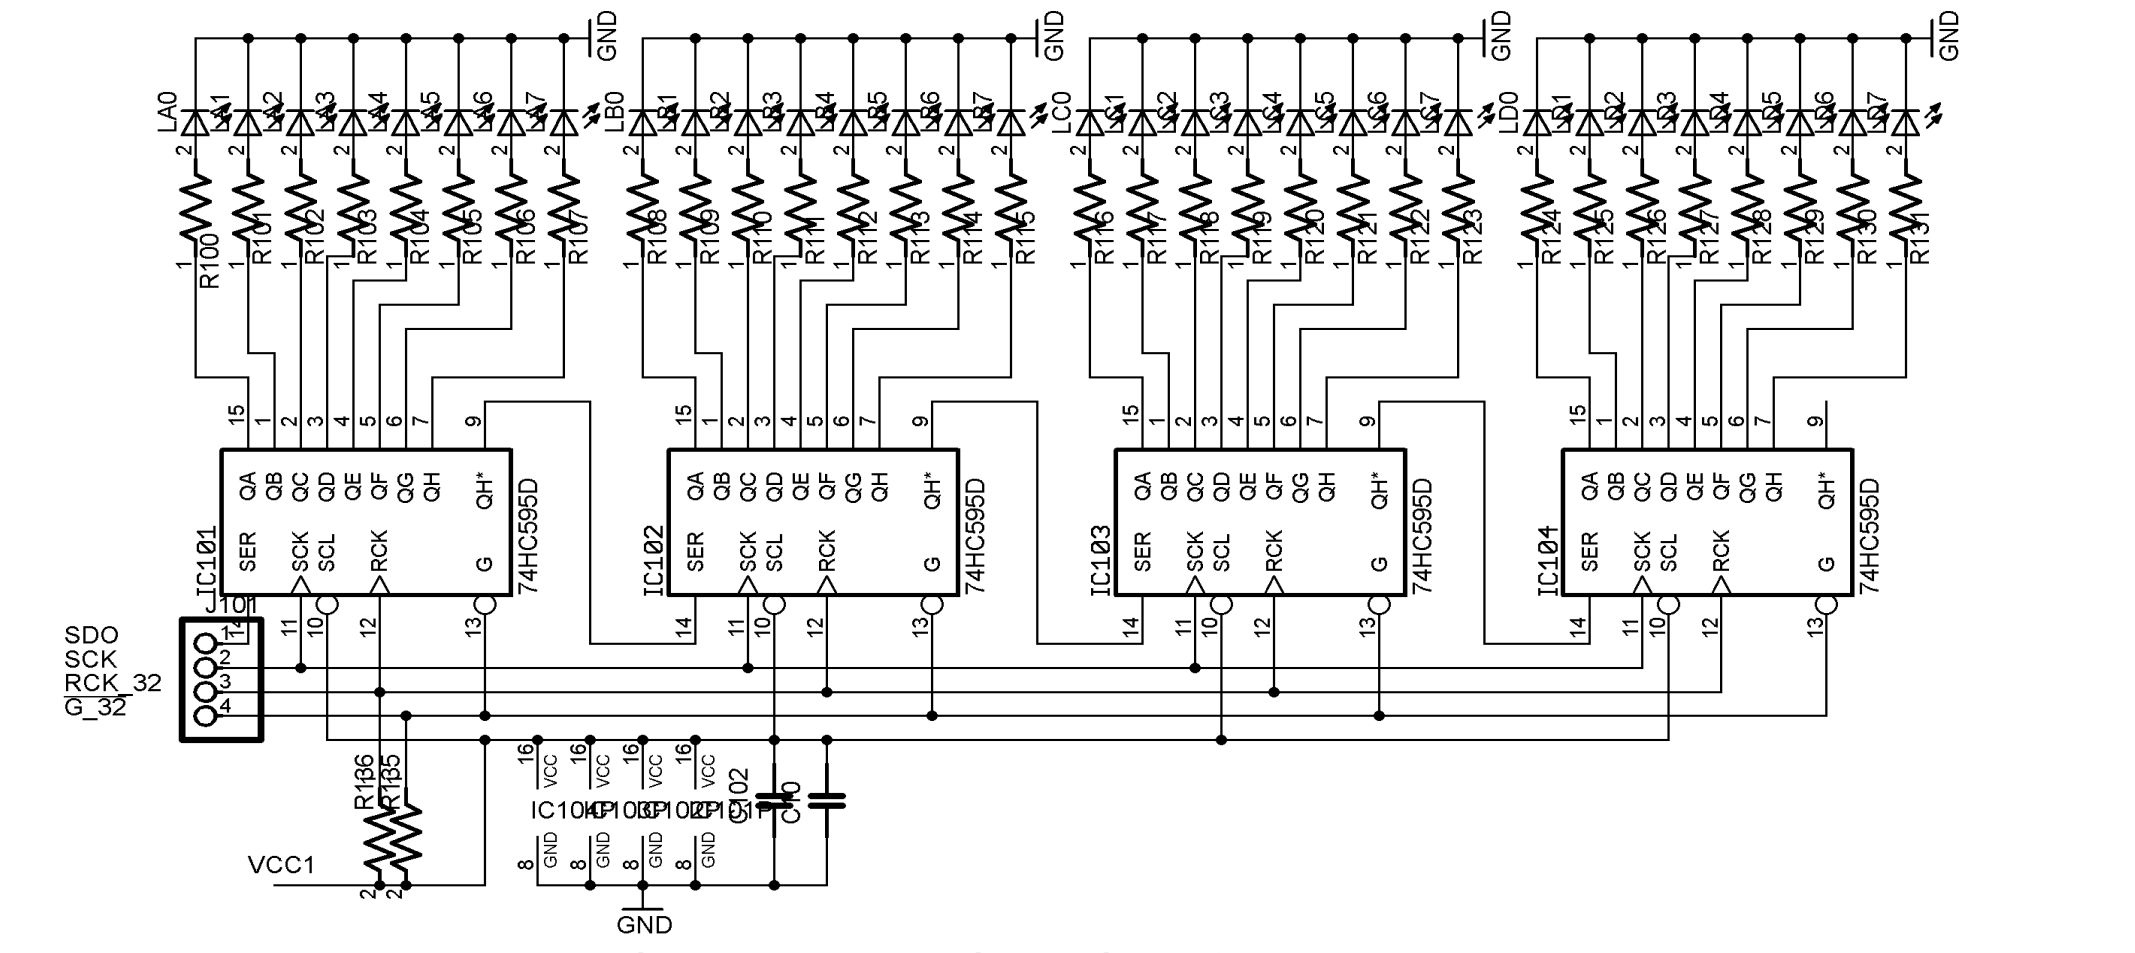 GND GND GND GND
LA0 LA1 LA2 LA3 LA4 LA5 LA6 LA7 LB0 LB1 LB2 LB3 LB4 LB5 LB6 LB7 LC0 LC1 LC2 LC3 LC4 LC5 LC6 LC7 LD0 LD1 LD2 LD3 LD4 LD5 LD6 LD7
2 2 2 2 2 2 2 2 2 2 2 2 2 2 2 2 2 2 2 2 2 2 2 2 2 2 2 2 2 2 2 2
R100 R101 R102 R103 R104 R105 R106 R107 R108 R109 R110 R111 R112 R113 R114 R115 R116 R117 R118 R119 R120 R121 R122 R123 R124 R125 R126 R127 R128 R129 R130 R131
1 1 1 1 1 1 1 1 1 1 1 1 1 1 1 1 1 1 1 1 1 1 1 1 1 1 1 1 1 1 1 1
15 1 2 3 4 5 6 7 9 15 1 2 3 4 5 6 7 9 15 1 2 3 4 5 6 7 9 15 1 2 3 4 5 6 7 9
QA QB QC QD QE QF QG QH QH* QA QB QC QD QE QF QG QH QH* QA QB QC QD QE QF QG QH QH* QA QB QC QD QE QF QG QH QH*
IC101 SER SCK SCL RCK G 74HC595D IC102 SER SCK SCL RCK G 74HC595D IC103 SER SCK SCL RCK G 74HC595D IC104 SER SCK SCL RCK G 74HC595D
J101
14 11 10 12 13 14 11 10 12 13 14 11 10 12 13 14 11 10 12 13
SDO 1
SCK 2
RCK_32 3
G_32 4
16 VCC 16 VCC 16 VCC 16 VCC
R136 R135 C102
IC104P IC103P IC102P IC101P
8 GND 8 GND 8 GND 8 GND
VCC1
2 2
GND